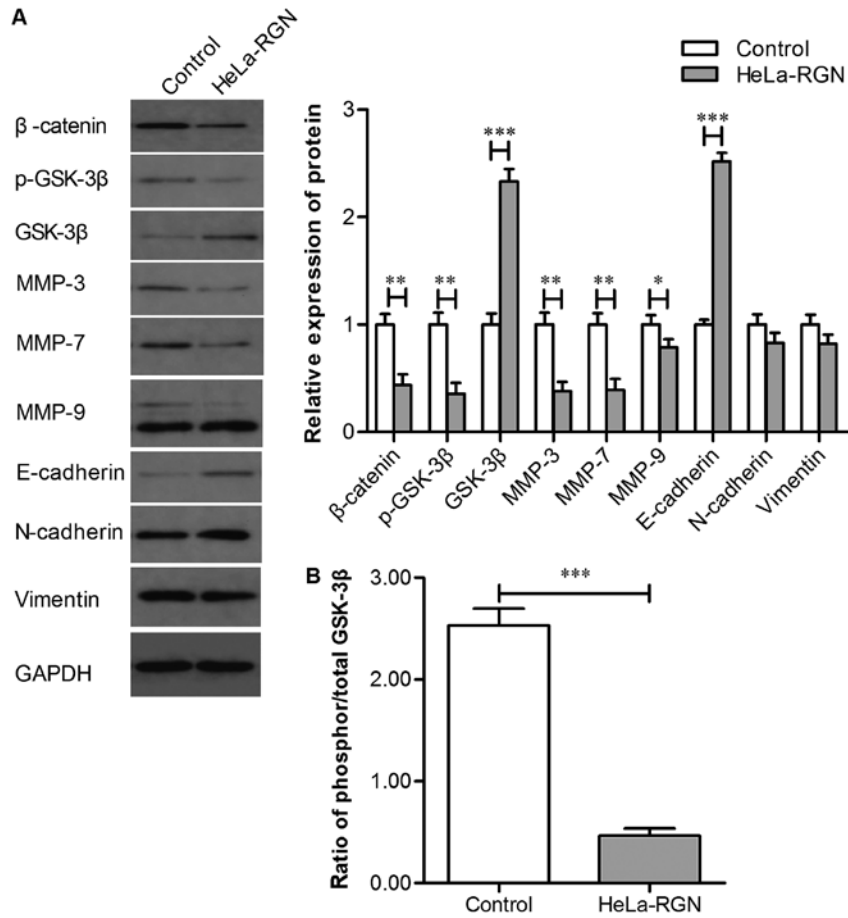 A
Control
HeLa-RGN
β -catenin
p-GSK-3β
GSK-3β
MMP-3
MMP-7
MMP-9
E-cadherin
N-cadherin
Vimentin
GAPDH
Control
HeLa-RGN
Relative expression of protein
3
2
1
0
**
**
***
**
**
*
***
β-catenin
p-GSK-3β
GSK-3β
MMP-3
MMP-7
MMP-9
E-cadherin
N-cadherin
Vimentin
B
Ratio of phosphor/total GSK-3β
3.00
2.00
1.00
0.00
***
Control
HeLa-RGN